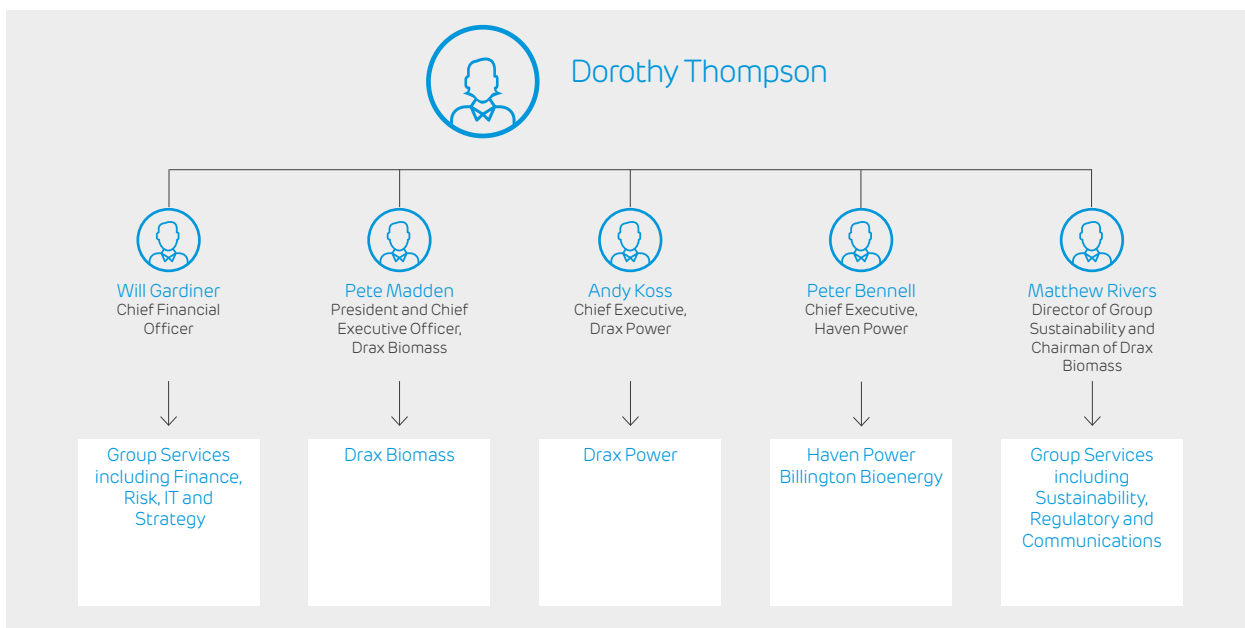 Dorothy Thompson
Will Gardiner
Chief Financial
Officer
Pete Madden
President and Chief
Executive Officer,
Drax Biomass
Andy Koss
Chief Executive,
Drax Power
Peter Bennell
Chief Executive,
Haven Power
Matthew Rivers
Director of Group
Sustainability and
Chairman of Drax
Biomass
Group Services
including Finance,
Risk, IT and
Strategy
Drax Biomass
Drax Power
Haven Power
Billington Bioenergy
Group Services
including
Sustainability,
Regulatory and
Communications